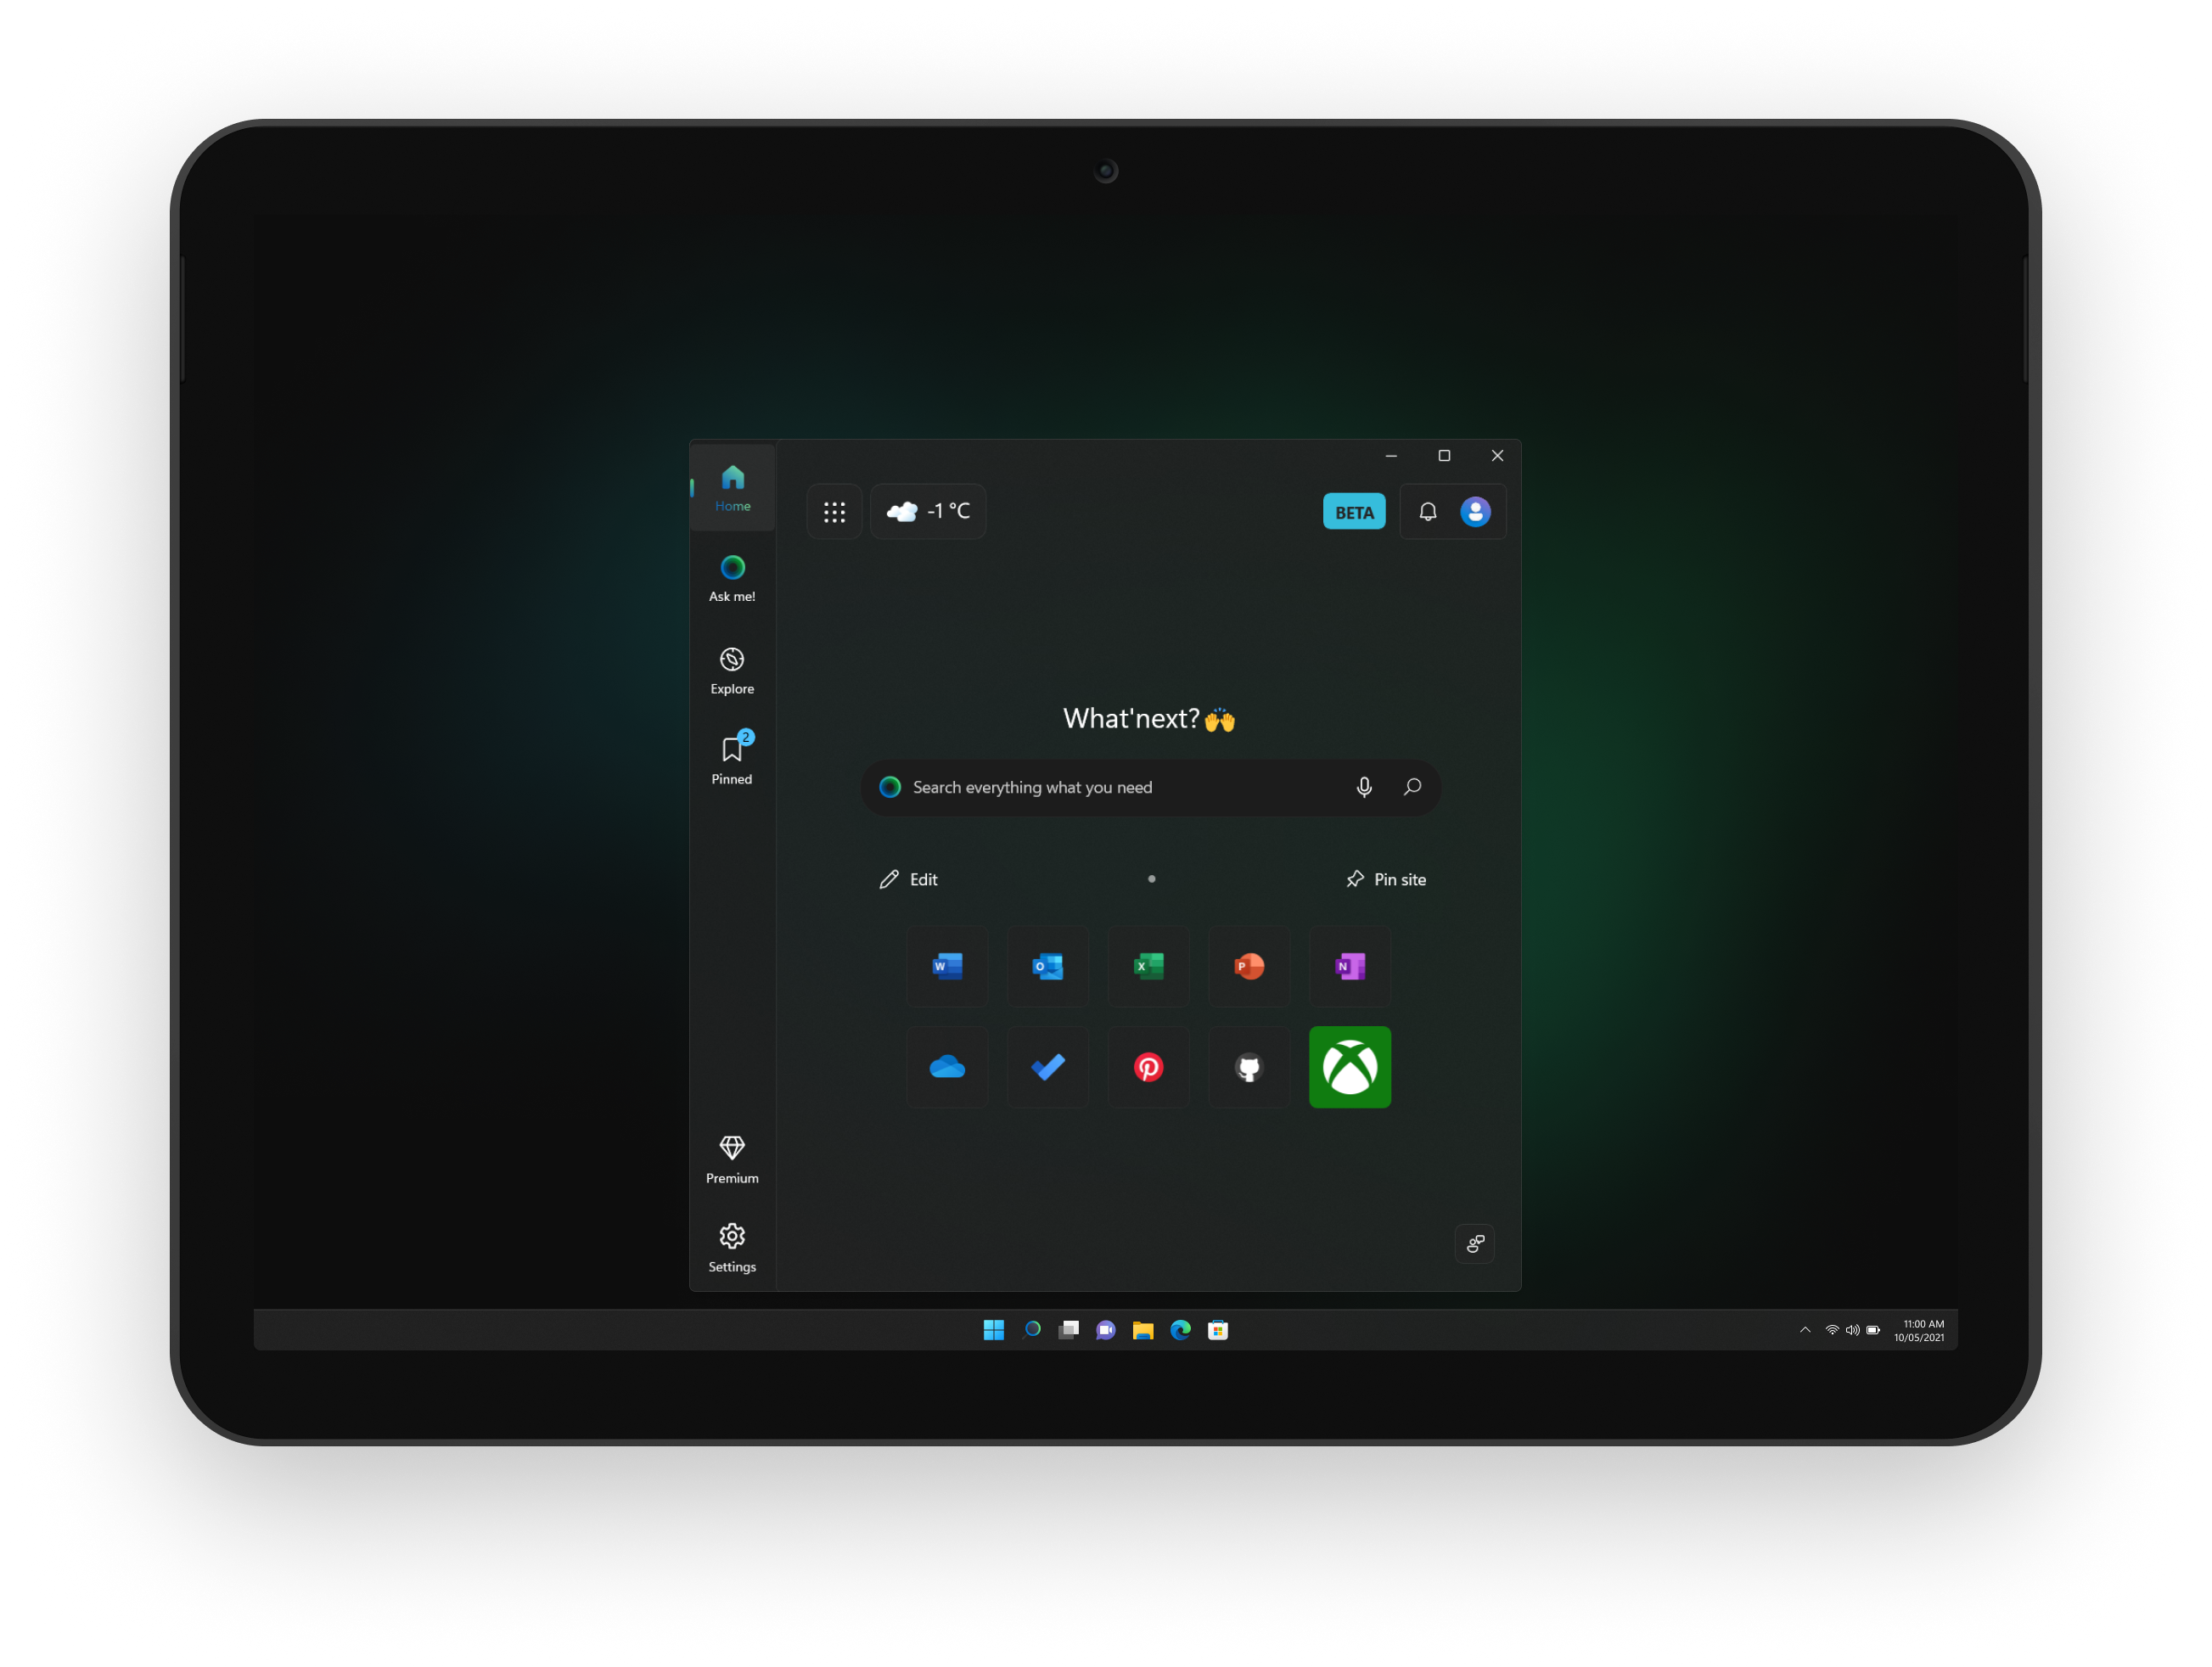 Home
Ask me!
Explore
2
Pinned
Premium
Settings
-1 °C
BETA
What'next?
Search everything what you need
Edit
Pin site
W
O
X
P
N
11:00 AM
10/05/2021